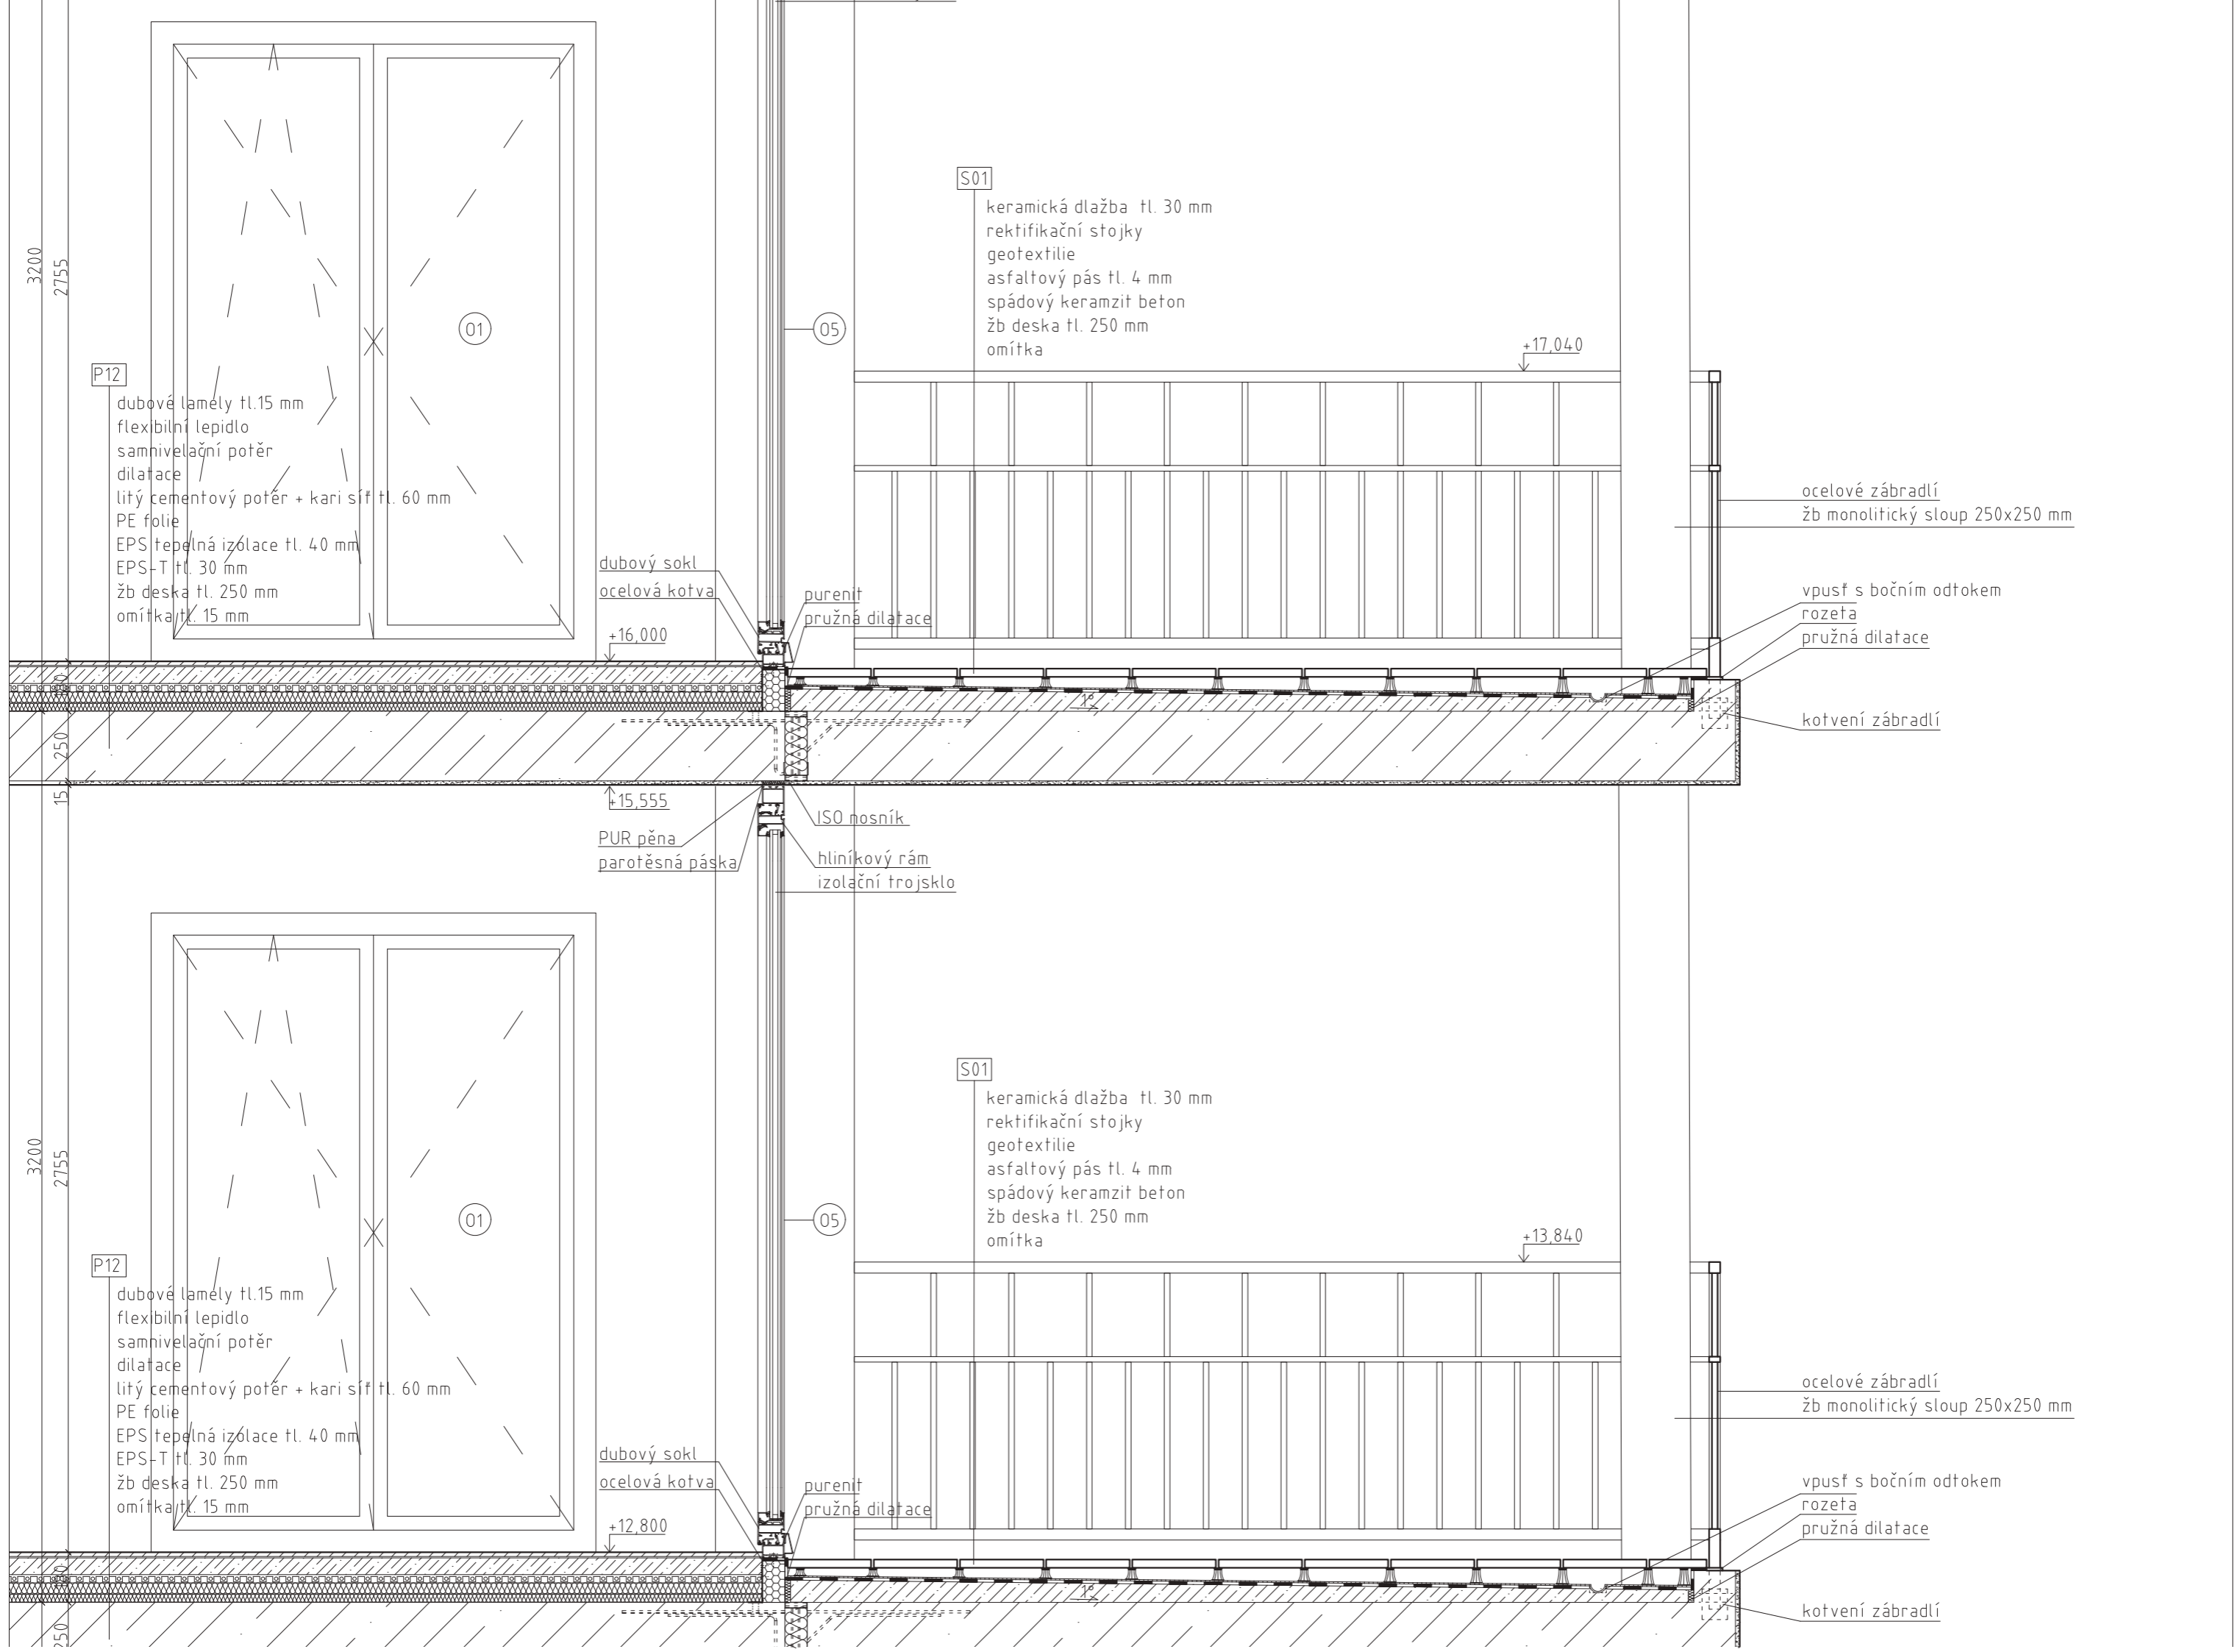 S01
keramická dlažba tl. 30 mm
rektifikační stojky
geotextilie
asfaltový pás tl. 4 mm
spádový keramzit beton
žb deska tl. 250 mm
omítka
3200
2755
01
05
+17,040
P12
dubové lamely tl.15 mm
flexibilní lepidlo
samnivelační potěr
dilatace
litý cementový potěr + kari síť tl. 60 mm
PE folie
EPS tepelná izolace tl. 40 mm
EPS-T tl. 30 mm
žb deska tl. 250 mm
omítka tl. 15 mm
ocelové zábradlí
žb monolitický sloup 250x250 mm
dubový sokl
ocelová kotva
purenit
pružná dilatace
+16,000
vpusť s bočním odtokem
rozeta
pružná dilatace
kotvení zábradlí
1°
250
15
+15,555
ISO nosník
PUR pěna
parotěsná páska
hliníkový rám
izolační trojsklo
S01
keramická dlažba tl. 30 mm
rektifikační stojky
geotextilie
asfaltový pás tl. 4 mm
spádový keramzit beton
žb deska tl. 250 mm
omítka
3200
2755
01
05
+13,840
P12
dubové lamely tl.15 mm
flexibilní lepidlo
samnivelační potěr
dilatace
litý cementový potěr + kari síť tl. 60 mm
PE folie
EPS tepelná izolace tl. 40 mm
EPS-T tl. 30 mm
žb deska tl. 250 mm
omítka tl. 15 mm
ocelové zábradlí
žb monolitický sloup 250x250 mm
dubový sokl
ocelová kotva
purenit
pružná dilatace
+12,800
vpusť s bočním odtokem
rozeta
pružná dilatace
kotvení zábradlí
1°
250